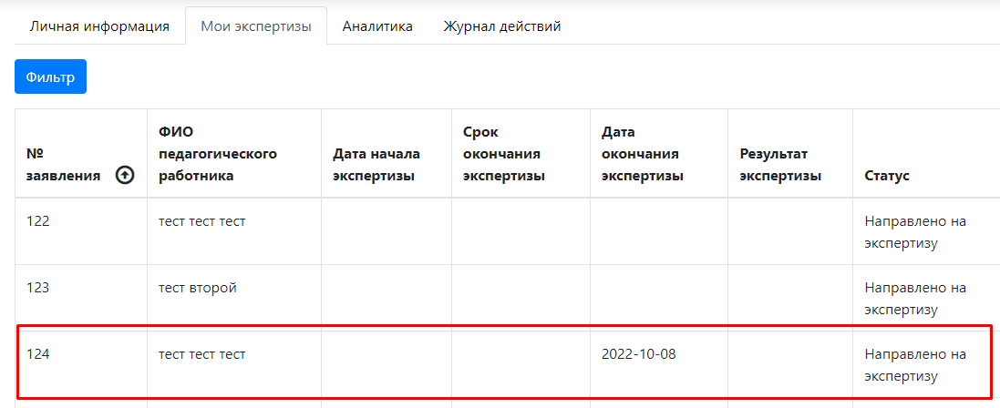 Личная информация Мои экспертизы Аналитика Журнал действий
Фильтр
№ заявления ФИО педагогического работника Дата начала экспертизы Срок окончания экспертизы Дата окончания экспертизы Результат экспертизы Статус
122 тест тест тест Направлено на
экспертизу
123 тест второй Направлено на
экспертизу
124 тест тест тест 2022-10-08 Направлено на
экспертизу